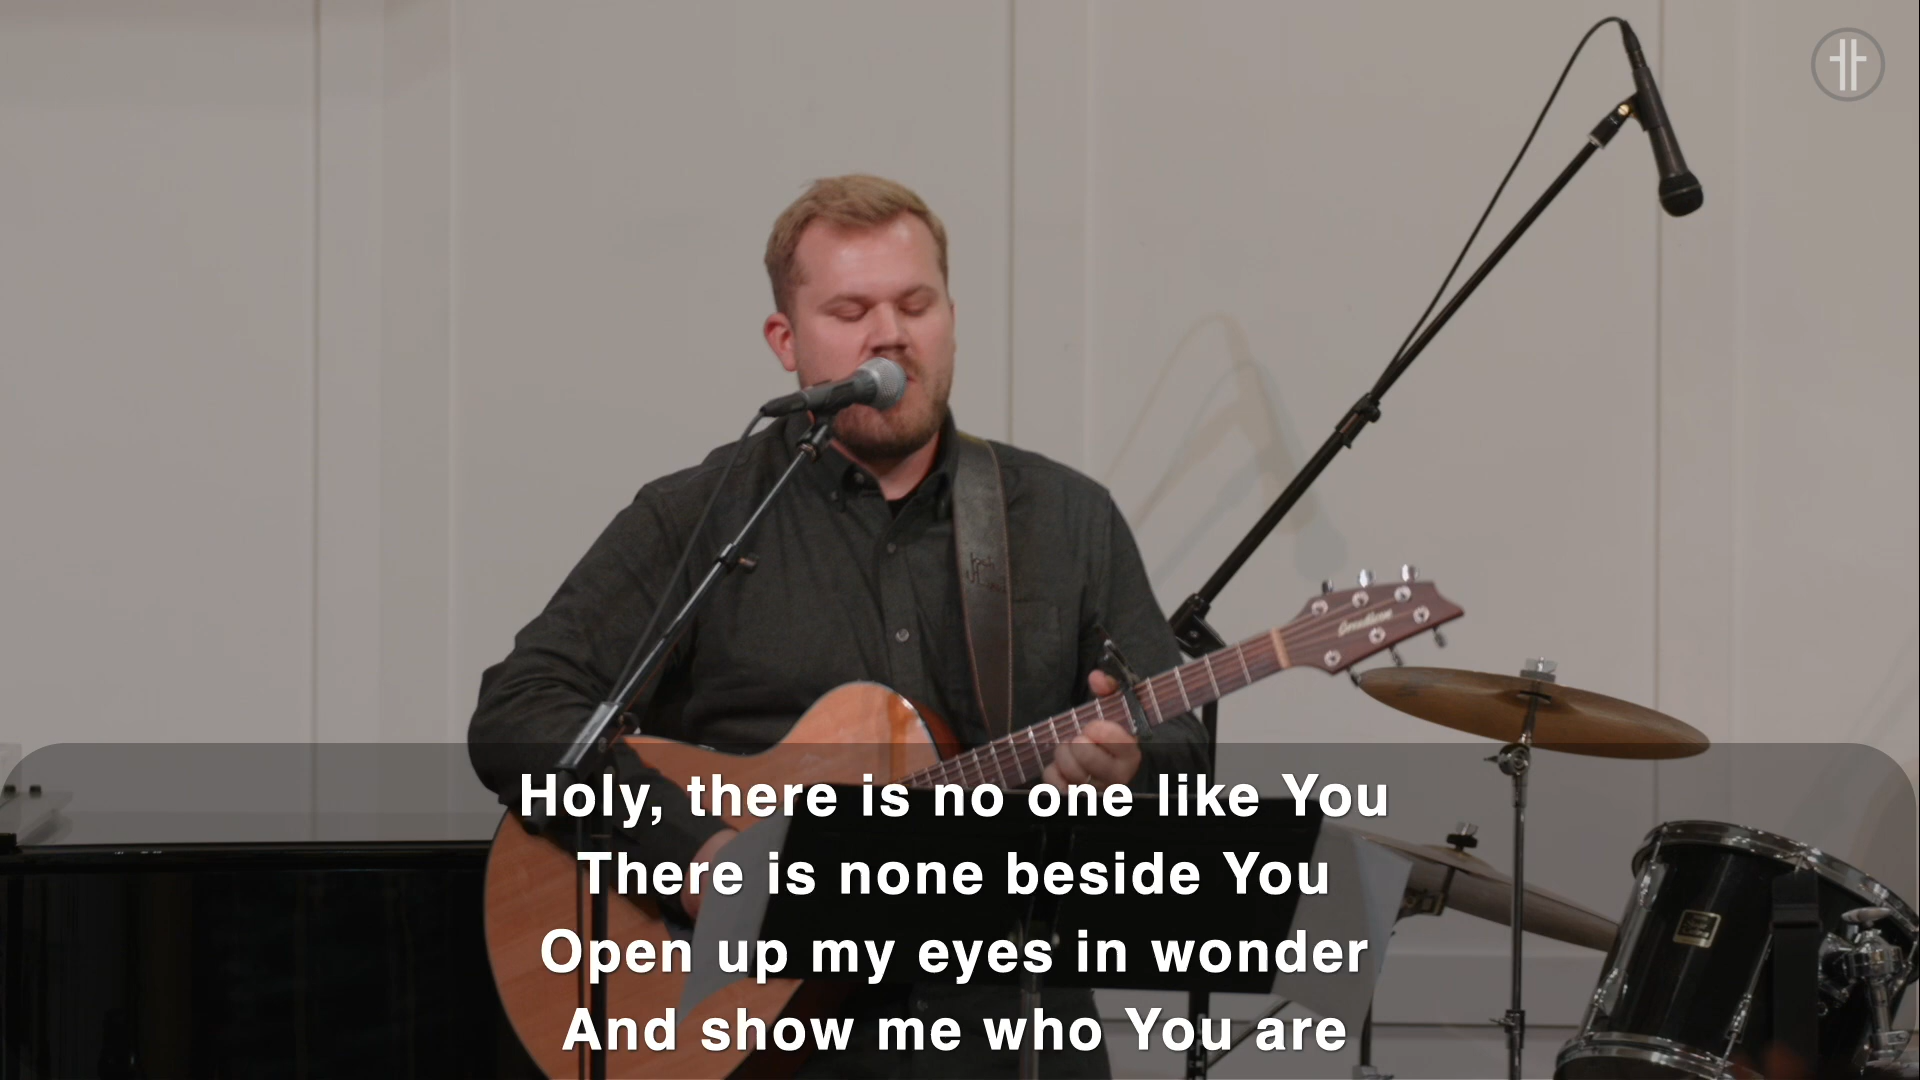 Holy, there is no one like You
There is none beside You
Open up my eyes in wonder
And show me who You are